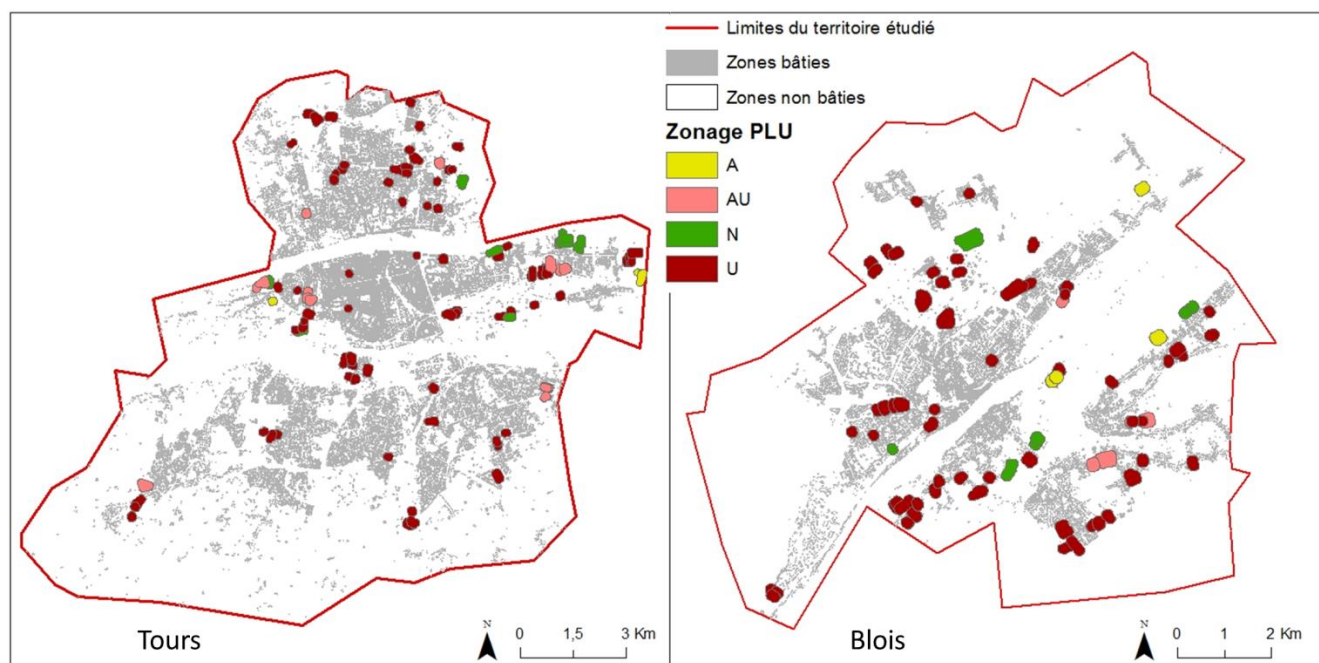 Limites du territoire étudié
Zones bâties
Zones non bâties
Zonage PLU
A
AU
N
U
Tours
N
0 1,5 3 Km
Blois
N
0 1 2 Km